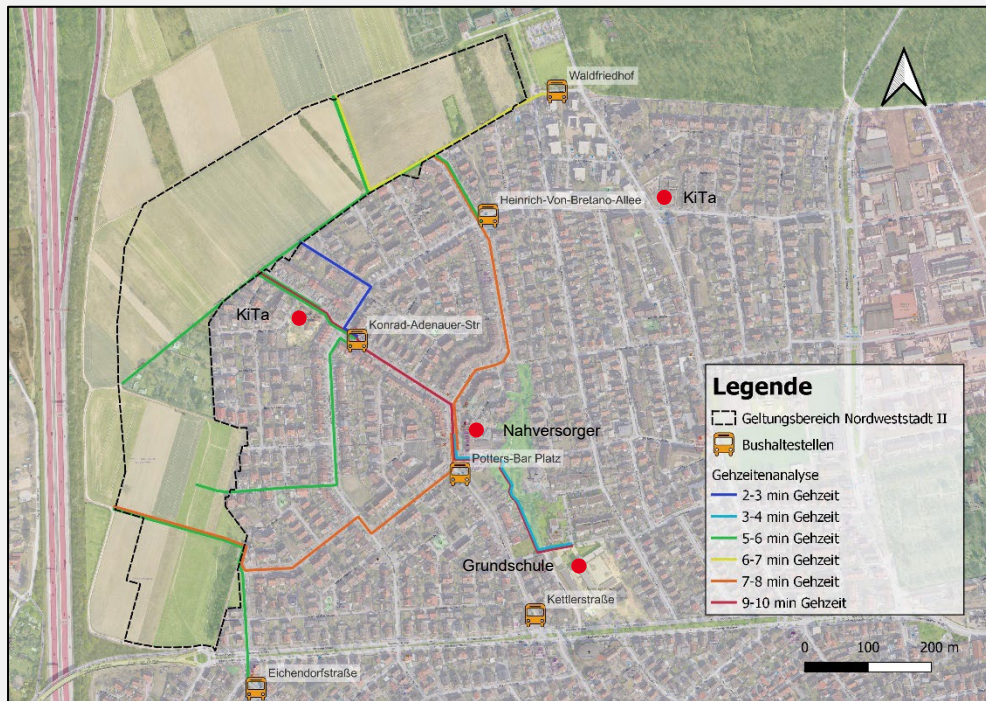 Waldfriedhof
Heinrich-Von-Bretano-Allee
KiTa
KiTa
Konrad-Adenauer-Str
Nahversorger
Potters-Bar Platz
Grundschule
Kettlerstraße
Eichendorfstraße
Legende
Geltungsbereich Nordweststadt II
Bushaltestellen
Gehzeitenanalyse
2-3 min Gehzeit
3-4 min Gehzeit
5-6 min Gehzeit
6-7 min Gehzeit
7-8 min Gehzeit
9-10 min Gehzeit
0 100 200 m